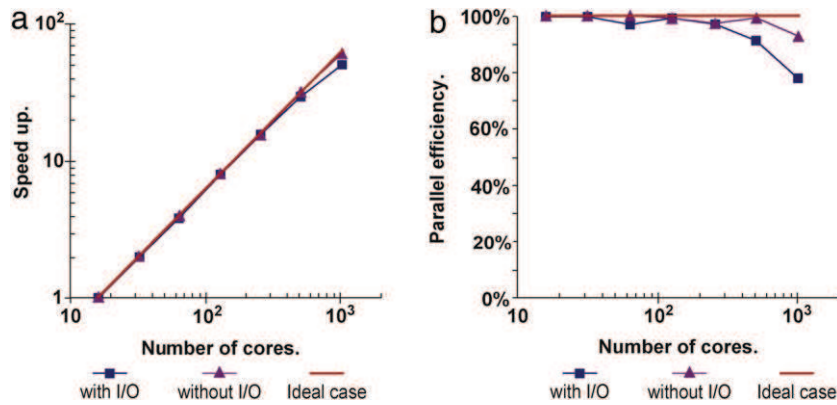 a
10²
10
1
Speed up.
10 10² 10³
Number of cores.
with I/O without I/O Ideal case
b
100%
80%
60%
40%
20%
0%
Parallel efficiency.
10 10² 10³
Number of cores.
with I/O without I/O Ideal case